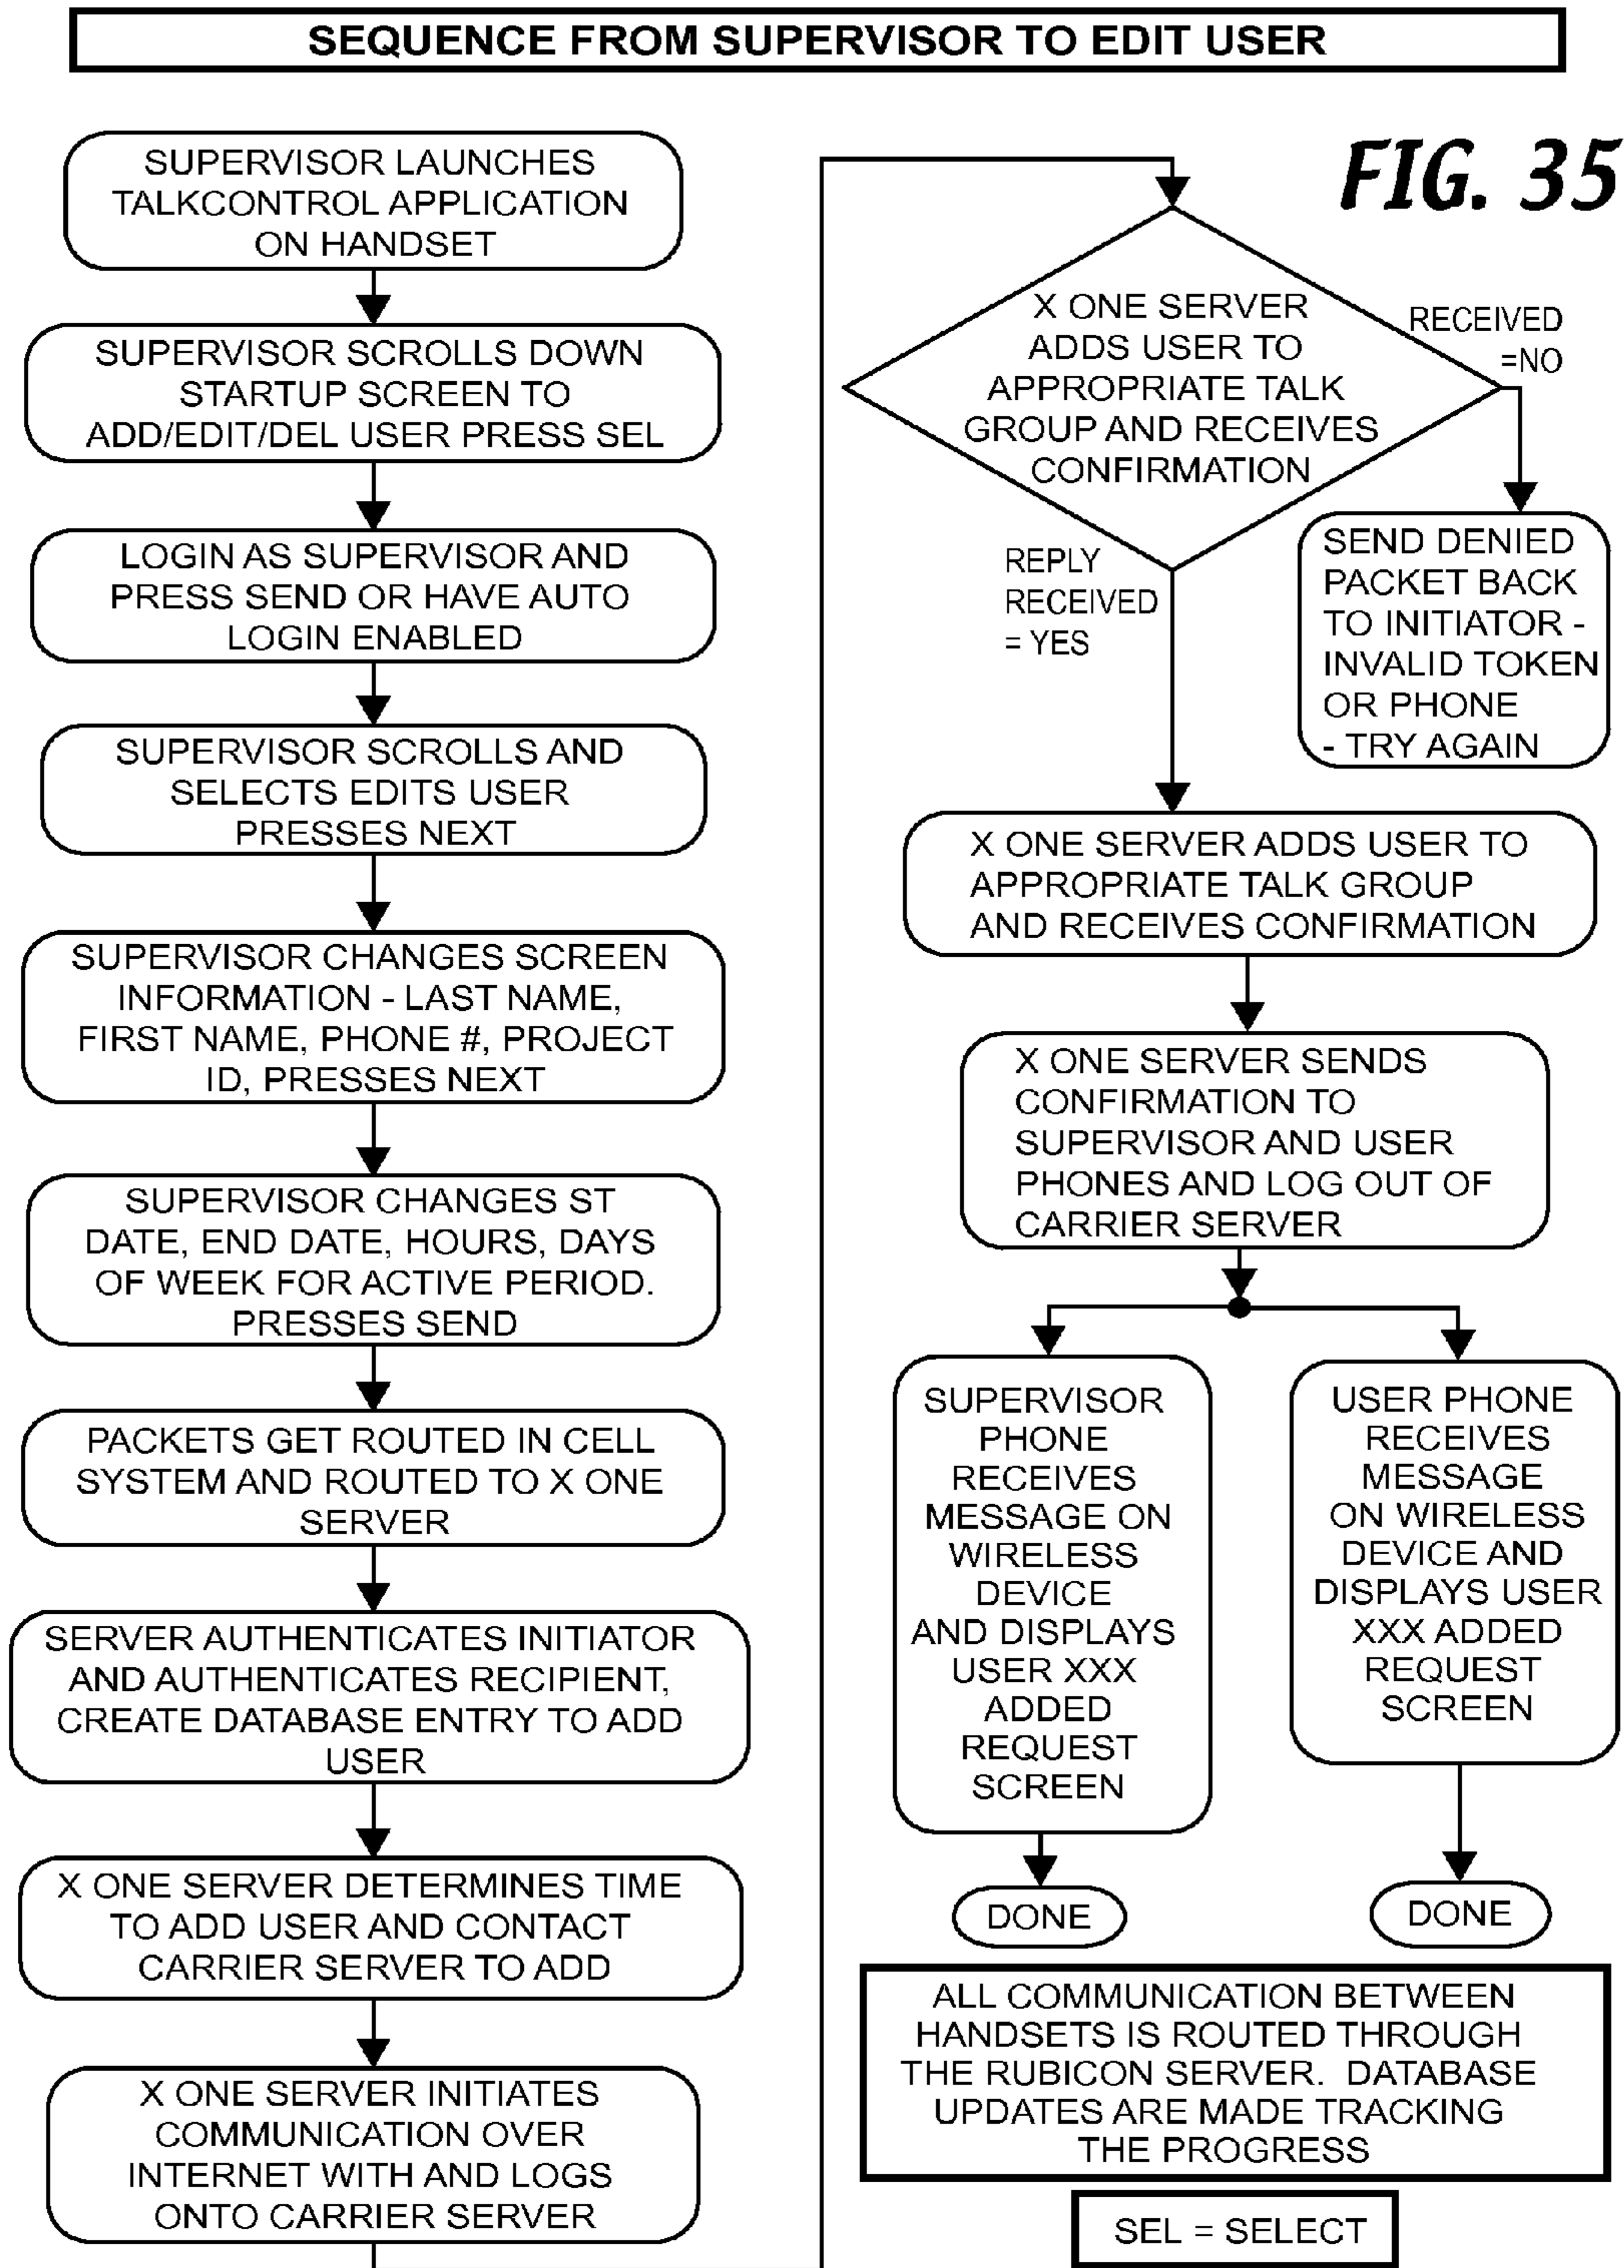 SEQUENCE FROM SUPERVISOR TO EDIT USER
FIG. 35
SUPERVISOR LAUNCHES
TALKCONTROL APPLICATION
ON HANDSET
SUPERVISOR SCROLLS DOWN
STARTUP SCREEN TO
ADD/EDIT/DEL USER PRESS SEL
LOGIN AS SUPERVISOR AND
PRESS SEND OR HAVE AUTO
LOGIN ENABLED
SUPERVISOR SCROLLS AND
SELECTS EDITS USER
PRESSES NEXT
SUPERVISOR CHANGES SCREEN
INFORMATION - LAST NAME,
FIRST NAME, PHONE #, PROJECT
ID, PRESSES NEXT
SUPERVISOR CHANGES ST
DATE, END DATE, HOURS, DAYS
OF WEEK FOR ACTIVE PERIOD.
PRESSES SEND
PACKETS GET ROUTED IN CELL
SYSTEM AND ROUTED TO X ONE
SERVER
SERVER AUTHENTICATES INITIATOR
AND AUTHENTICATES RECIPIENT,
CREATE DATABASE ENTRY TO ADD
USER
X ONE SERVER DETERMINES TIME
TO ADD USER AND CONTACT
CARRIER SERVER TO ADD
X ONE SERVER INITIATES
COMMUNICATION OVER
INTERNET WITH AND LOGS
ONTO CARRIER SERVER
X ONE SERVER
ADDS USER TO
APPROPRIATE TALK
GROUP AND RECEIVES
CONFIRMATION
RECEIVED
=NO
SEND DENIED
PACKET BACK
TO INITIATOR -
INVALID TOKEN
OR PHONE
- TRY AGAIN
REPLY
RECEIVED
= YES
X ONE SERVER ADDS USER TO
APPROPRIATE TALK GROUP
AND RECEIVES CONFIRMATION
X ONE SERVER SENDS
CONFIRMATION TO
SUPERVISOR AND USER
PHONES AND LOG OUT OF
CARRIER SERVER
SUPERVISOR
PHONE
RECEIVES
MESSAGE ON
WIRELESS
DEVICE
AND DISPLAYS
USER XXX
ADDED
REQUEST
SCREEN
DONE
USER PHONE
RECEIVES
MESSAGE
ON WIRELESS
DEVICE AND
DISPLAYS USER
XXX ADDED
REQUEST
SCREEN
DONE
ALL COMMUNICATION BETWEEN
HANDSETS IS ROUTED THROUGH
THE RUBICON SERVER. DATABASE
UPDATES ARE MADE TRACKING
THE PROGRESS
SEL = SELECT